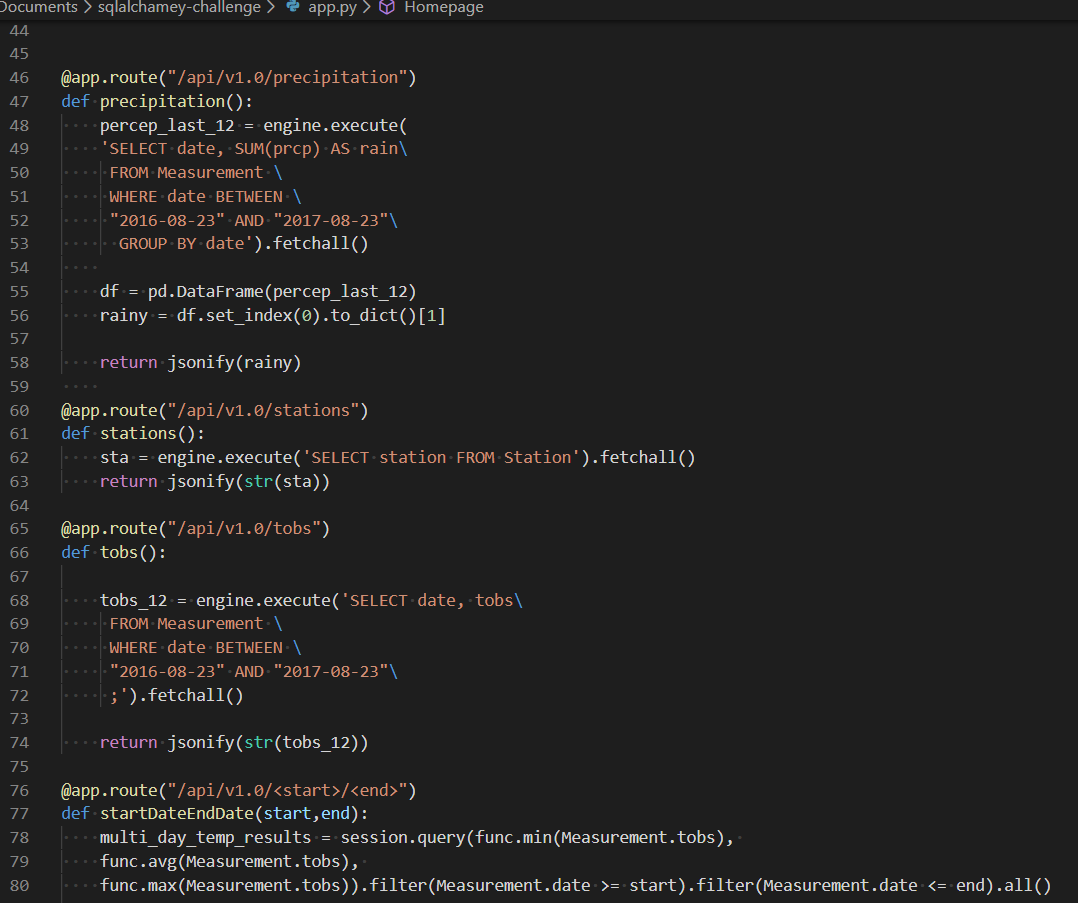 Documents > sqlalchamey-challenge > app.py > Homepage
44
45
46 @app.route("/api/v1.0/precipitation")
47 def precipitation():
48     percep_last_12 = engine.execute(
49     'SELECT date, SUM(prcp) AS rain\
50      FROM Measurement \
51      WHERE date BETWEEN \
52      "2016-08-23" AND "2017-08-23"\
53       GROUP BY date').fetchall()
54
55     df = pd.DataFrame(percep_last_12)
56     rainy = df.set_index(0).to_dict()[1]
57
58     return jsonify(rainy)
59
60 @app.route("/api/v1.0/stations")
61 def stations():
62     sta = engine.execute('SELECT station FROM Station').fetchall()
63     return jsonify(str(sta))
64
65 @app.route("/api/v1.0/tobs")
66 def tobs():
67
68     tobs_12 = engine.execute('SELECT date, tobs\
69      FROM Measurement \
70      WHERE date BETWEEN \
71      "2016-08-23" AND "2017-08-23"\
72      ;').fetchall()
73
74     return jsonify(str(tobs_12))
75
76 @app.route("/api/v1.0/<start>/<end>")
77 def startDateEndDate(start,end):
78     multi_day_temp_results = session.query(func.min(Measurement.tobs),
79     func.avg(Measurement.tobs),
80     func.max(Measurement.tobs)).filter(Measurement.date >= start).filter(Measurement.date <= end).all()